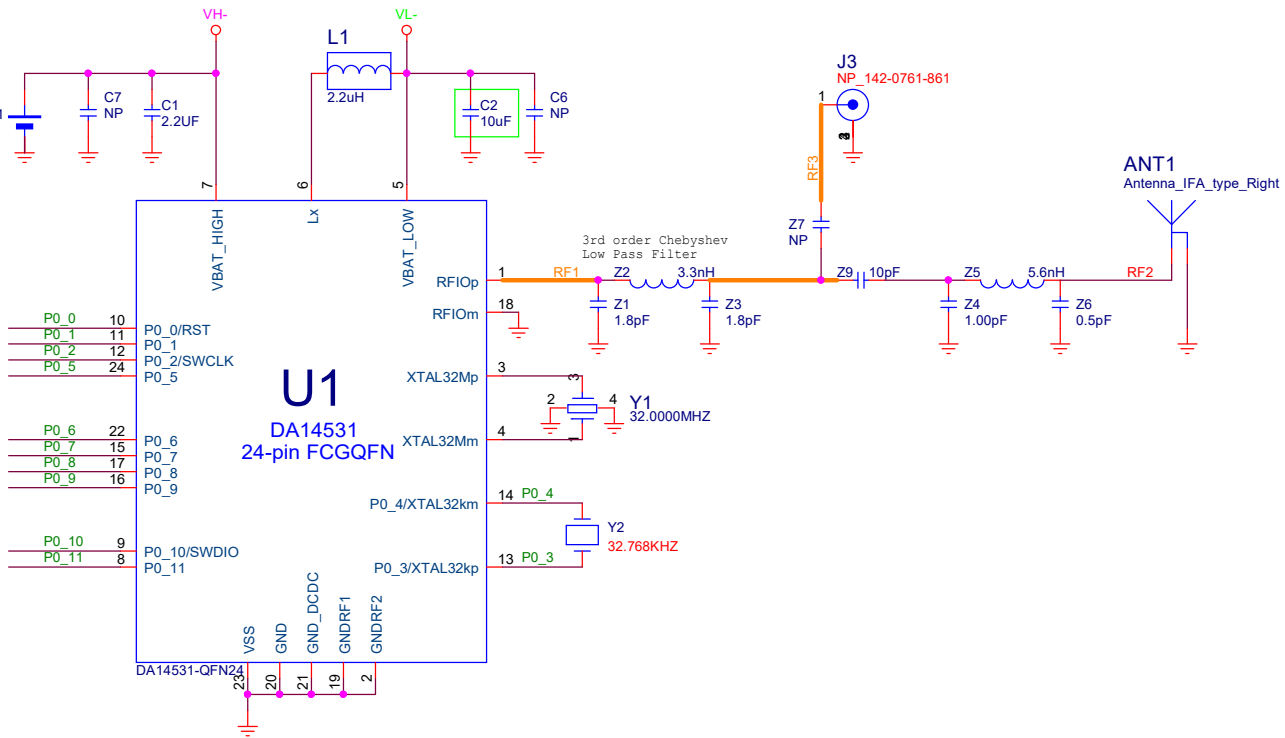 VH-
VL-
L1
2.2uH
C7
NP
C1
2.2UF
C2
10uF
C6
NP
J3
NP_142-0761-861
1
RF3
ANT1
Antenna_IFA_type_Right
7
6
5
VBAT_HIGH
Lx
VBAT_LOW
Z7
NP
3rd order Chebyshev
Low Pass Filter
RFIOp
1
RF1
Z2
3.3nH
Z9
10pF
Z5
5.6nH
RF2
Z1
1.8pF
Z3
1.8pF
Z4
1.00pF
Z6
0.5pF
RFIOm
18
P0_0
10
P0_0/RST
P0_1
11
P0_1
P0_2
12
P0_2/SWCLK
P0_5
24
P0_5
XTAL32Mp
3
3
2
4
Y1
32.0000MHZ
1
XTAL32Mm
4
U1
DA14531
24-pin FCGQFN
P0_6
22
P0_6
P0_7
15
P0_7
P0_8
17
P0_8
P0_9
16
P0_9
P0_4/XTAL32km
14
P0_4
Y2
32.768KHZ
P0_3/XTAL32kp
13
P0_3
P0_10
9
P0_10/SWDIO
P0_11
8
P0_11
VSS
GND
GND_DCDC
GNDRF1
GNDRF2
DA14531-QFN24
23
20
21
19
2